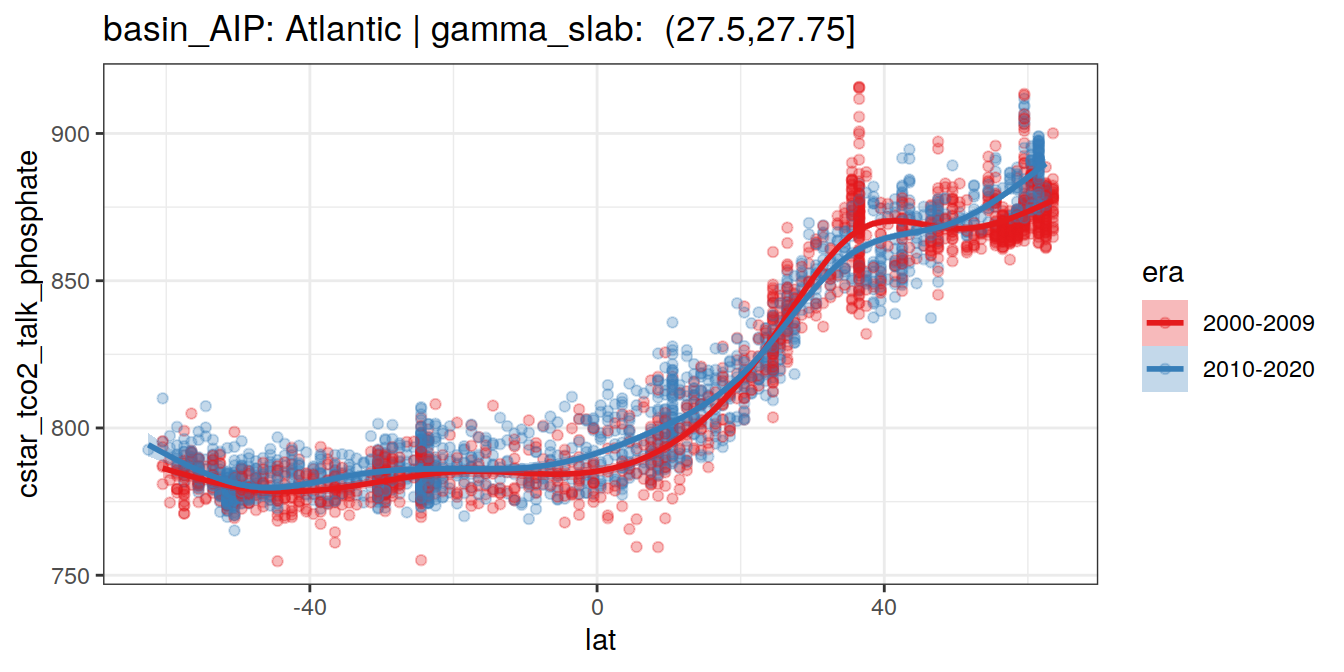 basin_AIP: Atlantic | gamma_slab:  (27.5,27.75]
cstar_tco2_talk_phosphate
900
850
800
750
-40
0
40
lat
era
2000-2009
2010-2020